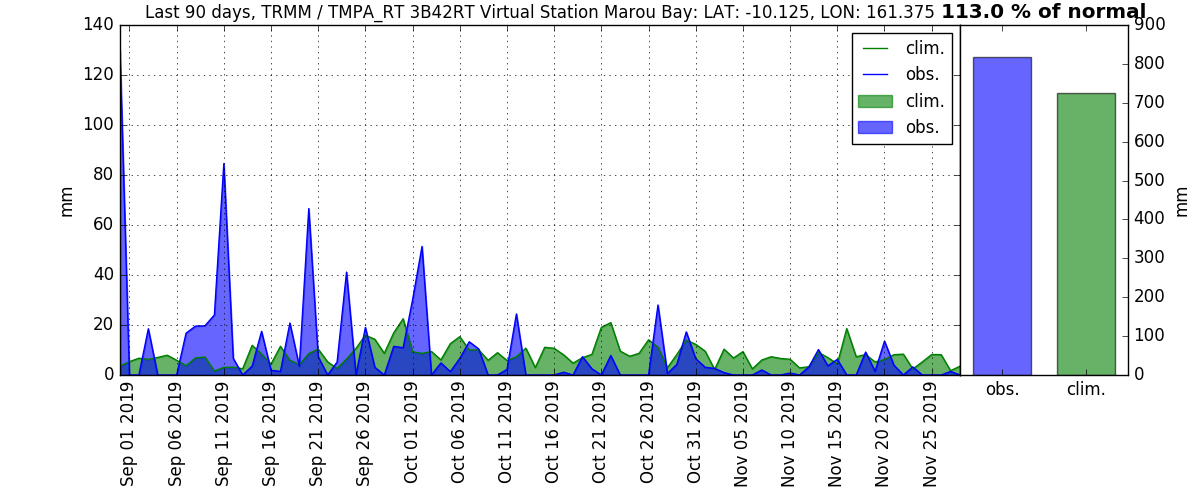 Last 90 days, TRMM / TMPA_RT 3B42RT Virtual Station Marou Bay: LAT: -10.125, LON: 161.375 113.0 % of normal
mm
140
120
100
80
60
40
20
0
clim.
obs.
clim.
obs.
Sep 01 2019
Sep 06 2019
Sep 11 2019
Sep 16 2019
Sep 21 2019
Sep 26 2019
Oct 01 2019
Oct 06 2019
Oct 11 2019
Oct 16 2019
Oct 21 2019
Oct 26 2019
Oct 31 2019
Nov 05 2019
Nov 10 2019
Nov 15 2019
Nov 20 2019
Nov 25 2019
900
800
700
600
500
400
300
200
100
0
mm
obs.
clim.